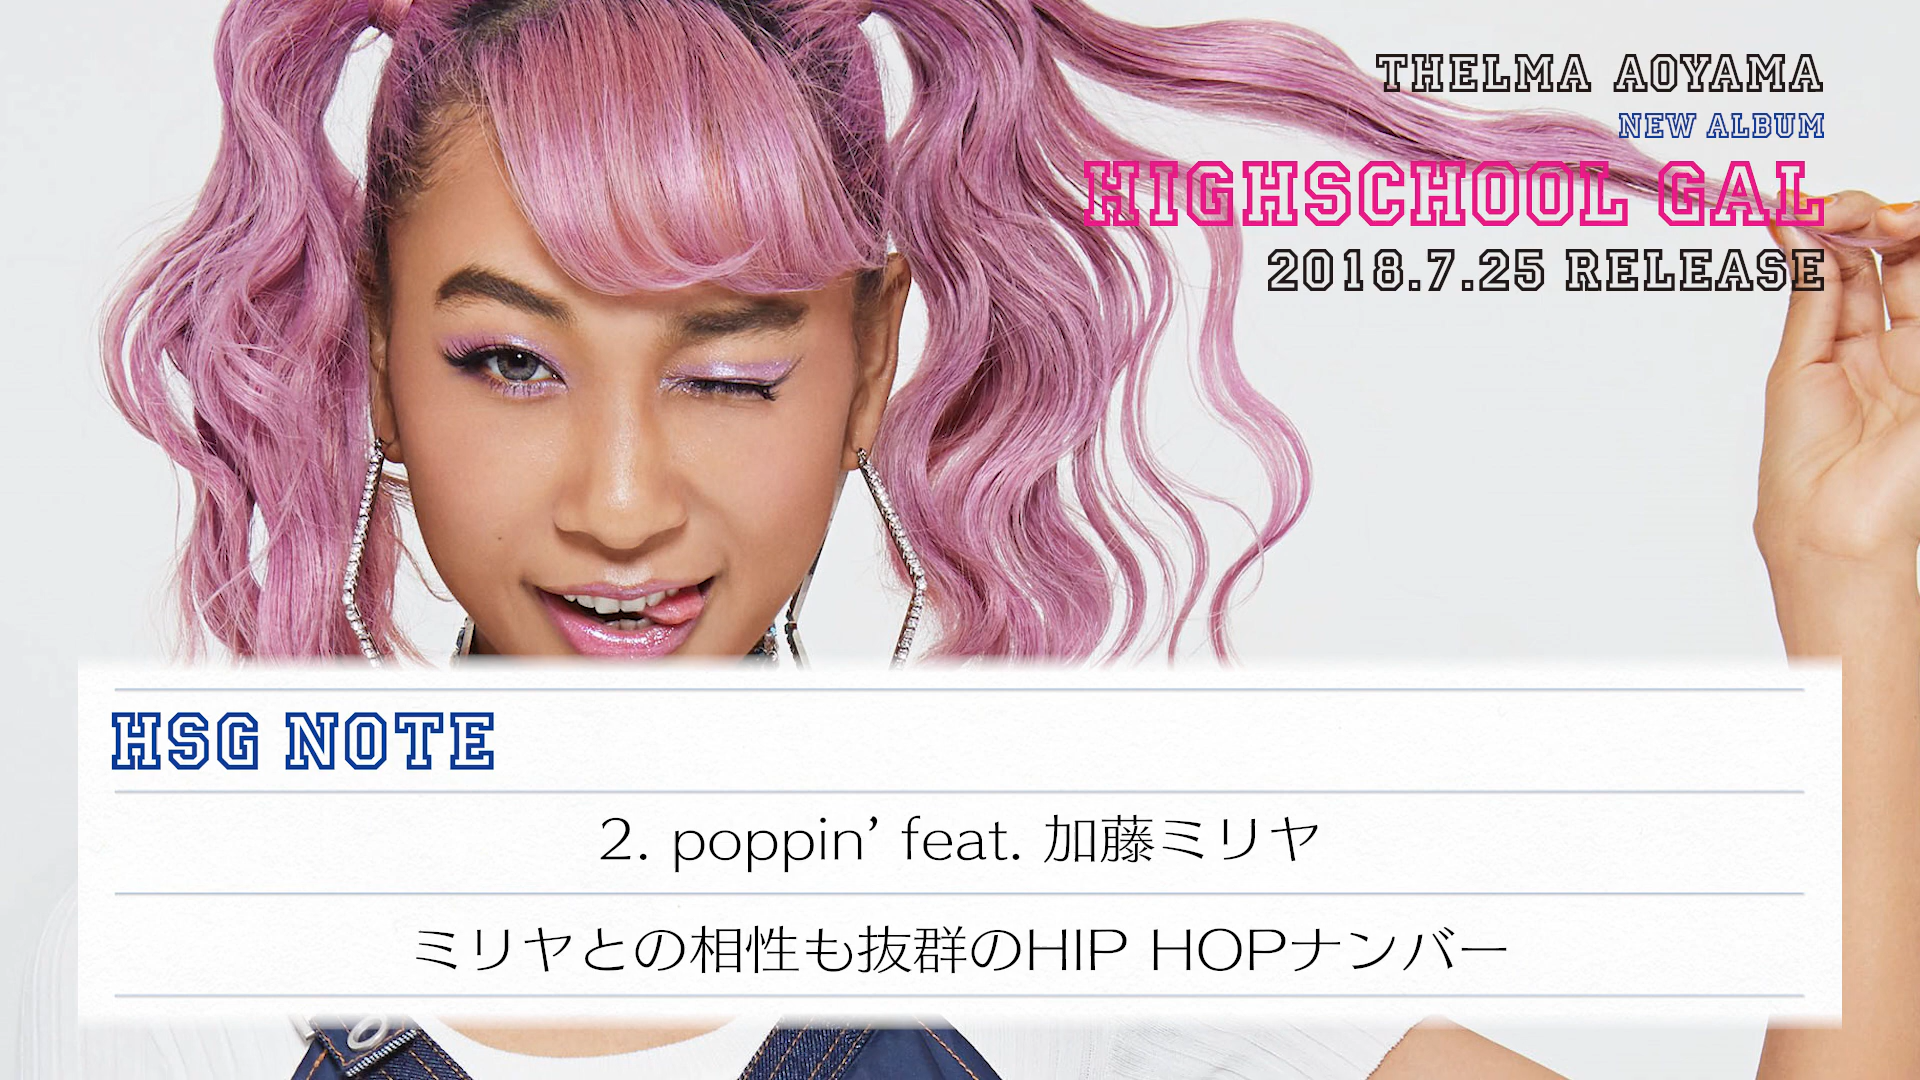 THELMA AOYAMA
NEW ALBUM
HIGHSCHOOL GAL
2018.7.25 RELEASE
HSG NOTE
2. poppin’ feat. 加藤ミリヤ
ミリヤとの相性も抜群のHIP HOPナンバー